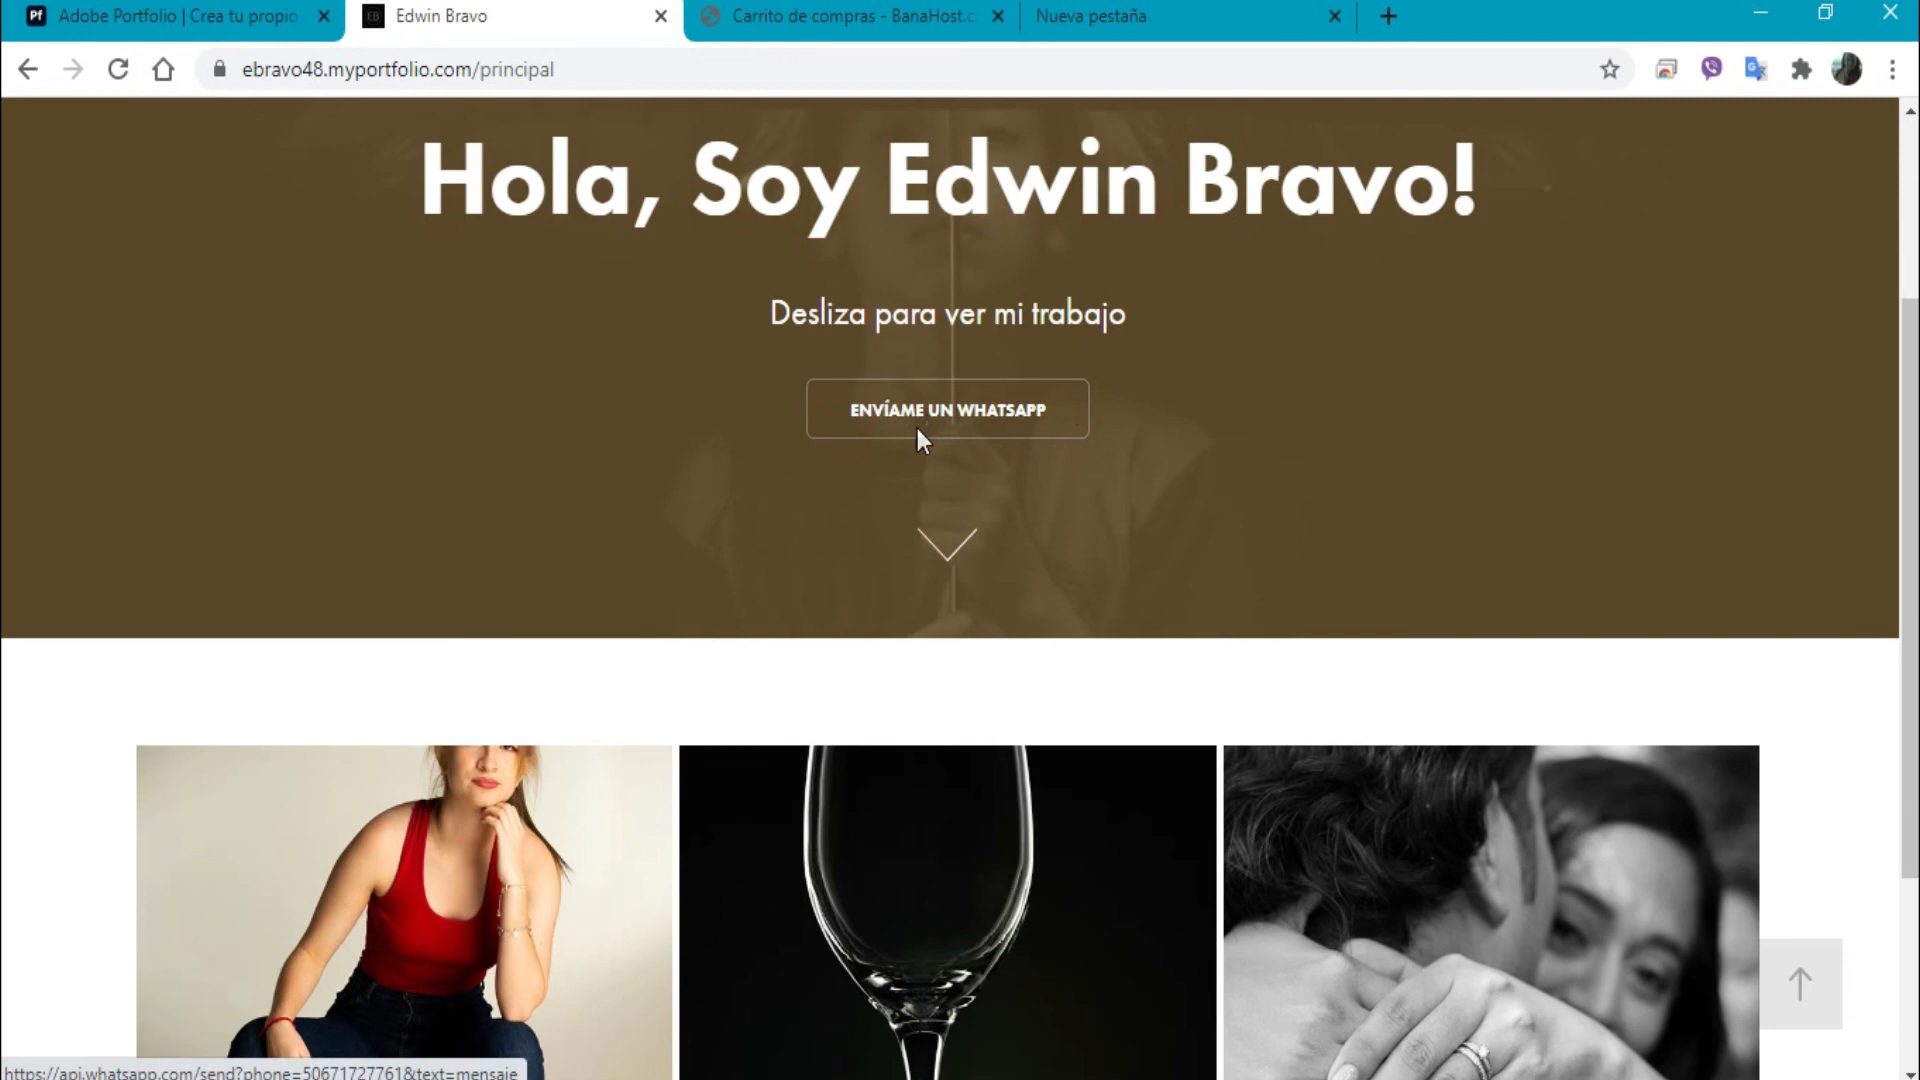 Adobe Portfolio | Crea tu propio
Edwin Bravo
Carrito de compras - BanaHost.c
Nueva pestaña
ebravo48.myportfolio.com/principal
Hola, Soy Edwin Bravo!
Desliza para ver mi trabajo
ENVÍAME UN WHATSAPP
https://api.whatsapp.com/send?phone=50671727761&text=mensaje